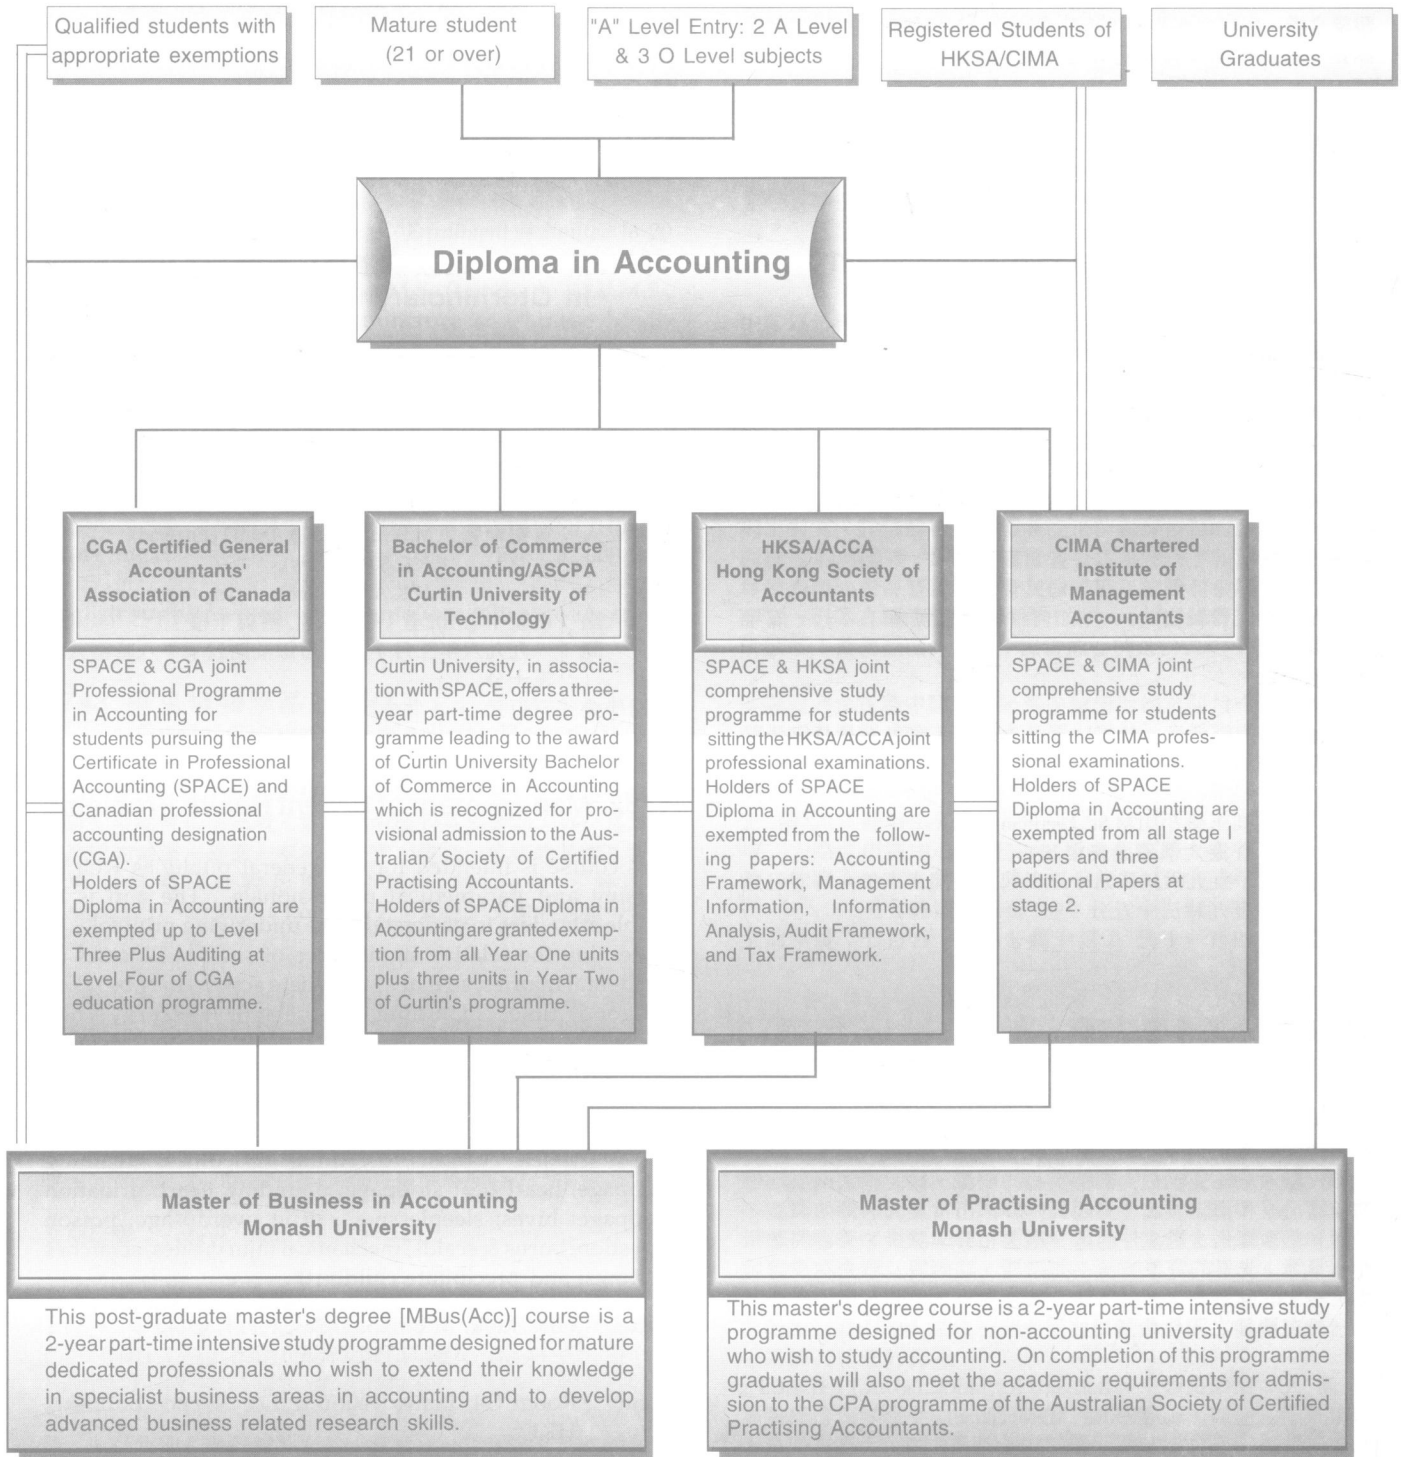 Qualified students with
appropriate exemptions
Mature student
(21 or over)
"A" Level Entry: 2 A Level
& 3 O Level subjects
Registered Students of
HKSA/CIMA
University
Graduates
Diploma in Accounting
CGA Certified General
Accountants'
Association of Canada
SPACE & CGA joint
Professional Programme
in Accounting for
students pursuing the
Certificate in Professional
Accounting (SPACE) and
Canadian professional
accounting designation
(CGA).
Holders of SPACE
Diploma in Accounting are
exempted up to Level
Three Plus Auditing at
Level Four of CGA
education programme.
Bachelor of Commerce
in Accounting/ASCPA
Curtin University of
Technology
Curtin University, in associa-
tion with SPACE, offers a three-
year part-time degree pro-
gramme leading to the award
of Curtin University Bachelor
of Commerce in Accounting
which is recognized for pro-
visional admission to the Aus-
tralian Society of Certified
Practising Accountants.
Holders of SPACE Diploma in
Accounting are granted exemp-
tion from all Year One units
plus three units in Year Two
of Curtin's programme.
HKSA/ACCA
Hong Kong Society of
Accountants
SPACE & HKSA joint
comprehensive study
programme for students
sitting the HKSA/ACCA joint
professional examinations.
Holders of SPACE
Diploma in Accounting are
exempted from the follow-
ing papers: Accounting
Framework, Management
Information, Information
Analysis, Audit Framework,
and Tax Framework.
CIMA Chartered
Institute of
Management
Accountants
SPACE & CIMA joint
comprehensive study
programme for students
sitting the CIMA profes-
sional examinations.
Holders of SPACE
Diploma in Accounting are
exempted from all stage I
papers and three
additional Papers at
stage 2.
Master of Business in Accounting
Monash University
This post-graduate master's degree [MBus(Acc)] course is a
2-year part-time intensive study programme designed for mature
dedicated professionals who wish to extend their knowledge
in specialist business areas in accounting and to develop
advanced business related research skills.
Master of Practising Accounting
Monash University
This master's degree course is a 2-year part-time intensive study
programme designed for non-accounting university graduate
who wish to study accounting. On completion of this programme
graduates will also meet the academic requirements for admis-
sion to the CPA programme of the Australian Society of Certified
Practising Accountants.